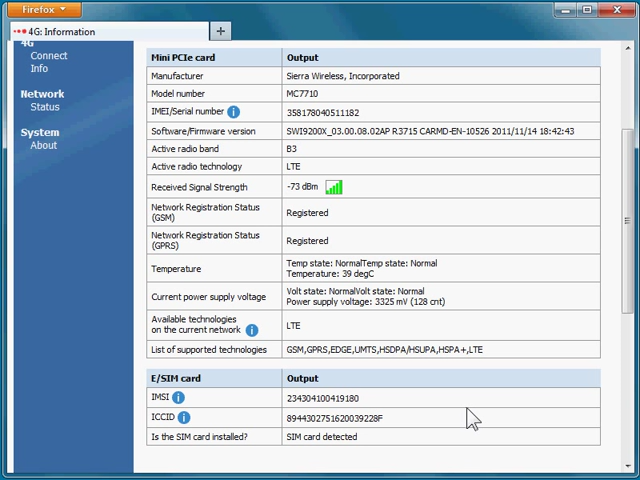 Firefox
4G: Information
4G
Connect
Info
Network
Status
System
About
Mini PCIe card Output
Manufacturer Sierra Wireless, Incorporated
Model number MC7710
IMEI/Serial number i 358178040511182
Software/Firmware version SWI9200X_03.00.08.02AP R3715 CARMD-EN-10526 2011/11/14 18:42:43
Active radio band B3
Active radio technology LTE
Received Signal Strength -73 dBm
Network Registration Status
(GSM) Registered
Network Registration Status
(GPRS) Registered
Temperature Temp state: NormalTemp state: Normal
Temperature: 39 degC
Current power supply voltage Volt state: NormalVolt state: Normal
Power supply voltage: 3325 mV (128 cnt)
Available technologies
on the current network i LTE
List of supported technologies GSM,GPRS,EDGE,UMTS,HSDPA/HSUPA,HSPA+,LTE
E/SIM card Output
IMSI i 234304100419180
ICCID i 8944302751620039228F
Is the SIM card installed? SIM card detected